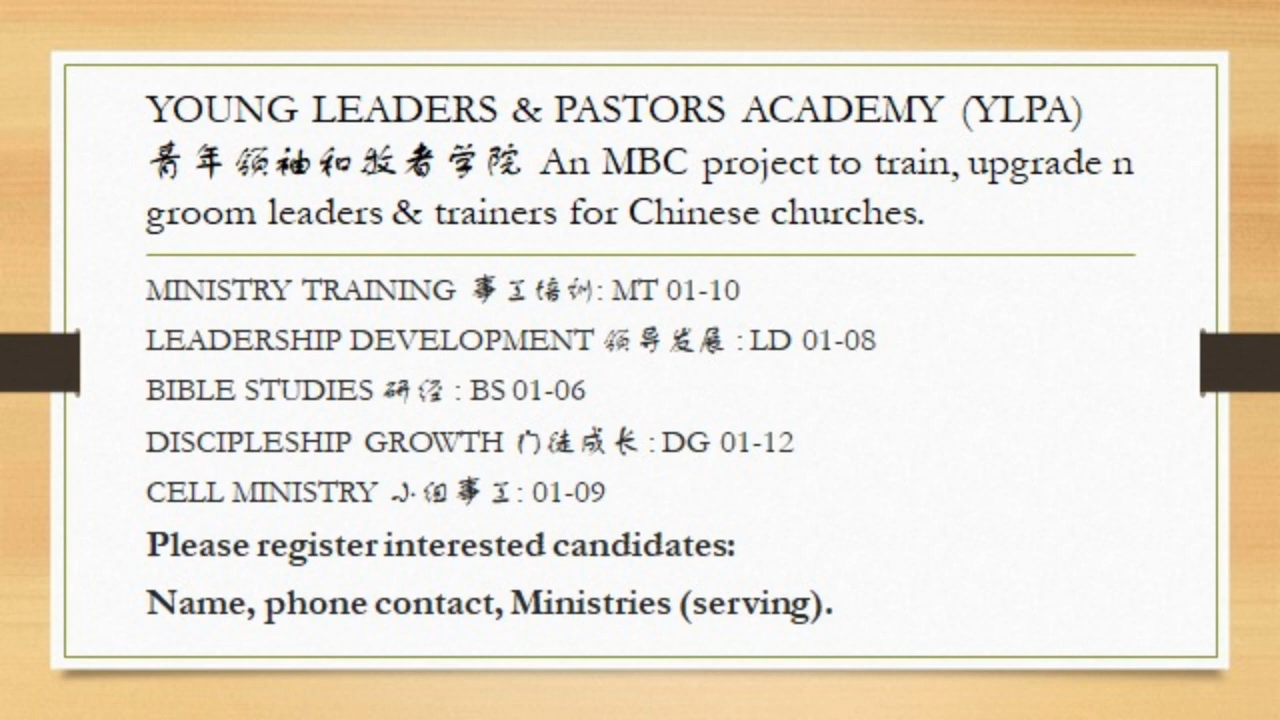 YOUNG LEADERS & PASTORS ACADEMY (YLPA)
青年领袖和牧者学院 An MBC project to train, upgrade n
groom leaders & trainers for Chinese churches.
MINISTRY TRAINING 事工培训: MT 01-10
LEADERSHIP DEVELOPMENT 领导发展 : LD 01-08
BIBLE STUDIES 研经 : BS 01-06
DISCIPLESHIP GROWTH 门徒成长 : DG 01-12
CELL MINISTRY 小组事工: 01-09
Please register interested candidates:
Name, phone contact, Ministries (serving).